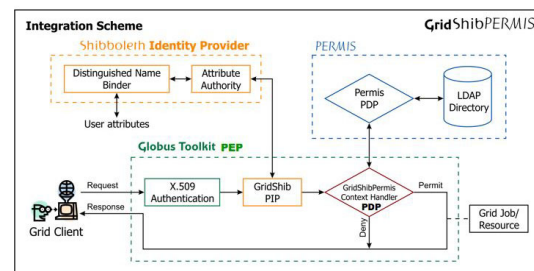 Integration Scheme
GridShibPERMIS
Shibboleth Identity Provider
Distinguished Name
Binder
Attribute
Authority
User attributes
PERMIS
Permis
PDP
LDAP
Directory
Globus Toolkit PEP
Request
X.509
Authentication
GridShib
PIP
GridShibPermis
Context Handler
PDP
Permit
Deny
Response
Grid Client
Grid Job/
Resource